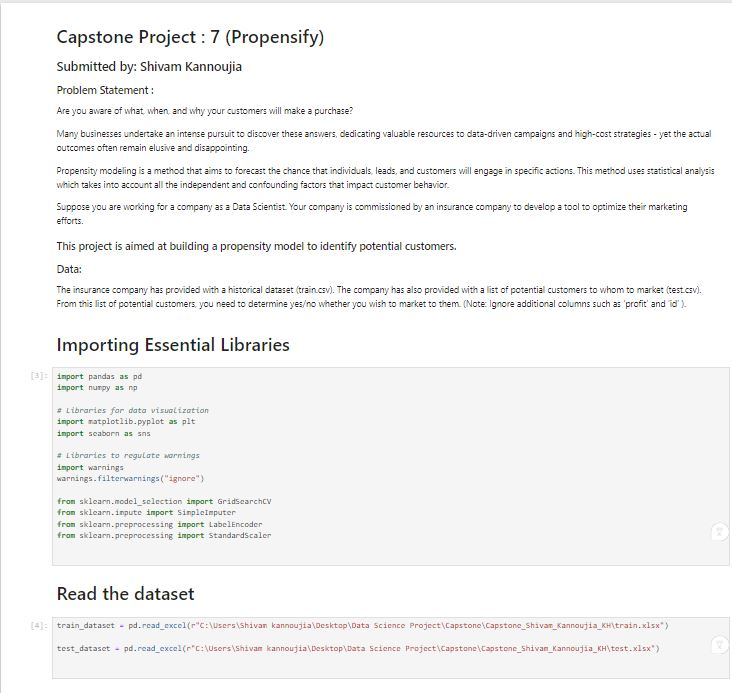 Capstone Project : 7 (Propensify)
Submitted by: Shivam Kannoujia
Problem Statement :
Are you aware of what, when, and why your customers will make a purchase?
Many businesses undertake an intense pursuit to discover these answers, dedicating valuable resources to data-driven campaigns and high-cost strategies - yet the actual
outcomes often remain elusive and disappointing.
Propensity modeling is a method that aims to forecast the chance that individuals, leads, and customers will engage in specific actions. This method uses statistical analysis
which takes into account all the independent and confounding factors that impact customer behavior.
Suppose you are working for a company as a Data Scientist. Your company is commissioned by an insurance company to develop a tool to optimize their marketing
efforts.
This project is aimed at building a propensity model to identify potential customers.
Data:
The insurance company has provided with a historical dataset (train.csv). The company has also provided with a list of potential customers to whom to market (test.csv).
From this list of potential customers, you need to determine yes/no whether you wish to market to them. (Note: Ignore additional columns such as 'profit' and 'id' ).
Importing Essential Libraries
[3]: import pandas as pd
import numpy as np
# Libraries for data visualization
import matplotlib.pyplot as plt
import seaborn as sns
# Libraries to regulate warnings
import warnings
warnings.filterwarnings("ignore")
from sklearn.model_selection import GridSearchCV
from sklearn.impute import SimpleImputer
from sklearn.preprocessing import LabelEncoder
from sklearn.preprocessing import StandardScaler
Read the dataset
[4]: train_dataset = pd.read_excel(r"C:\Users\Shivam kannoujia\Desktop\Data Science Project\Capstone\Capstone_Shivam_Kannoujia_KH\train.xlsx")
test_dataset = pd.read_excel(r"C:\Users\Shivam kannoujia\Desktop\Data Science Project\Capstone\Capstone_Shivam_Kannoujia_KH\test.xlsx")